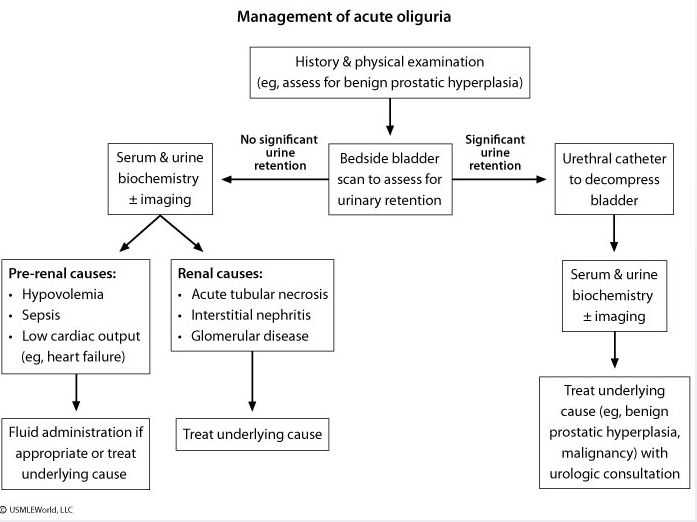 Management of acute oliguria
History & physical examination
(eg, assess for benign prostatic hyperplasia)
No significant
urine
retention
Significant
urine
retention
Serum & urine
biochemistry
± imaging
Bedside bladder
scan to assess for
urinary retention
Urethral catheter
to decompress
bladder
Pre-renal causes:
• Hypovolemia
• Sepsis
• Low cardiac output
(eg, heart failure)
Renal causes:
• Acute tubular necrosis
• Interstitial nephritis
• Glomerular disease
Serum & urine
biochemistry
± imaging
Fluid administration if
appropriate or treat
underlying cause
Treat underlying cause
Treat underlying
cause (eg, benign
prostatic hyperplasia,
malignancy) with
urologic consultation
© USMLEWorld, LLC